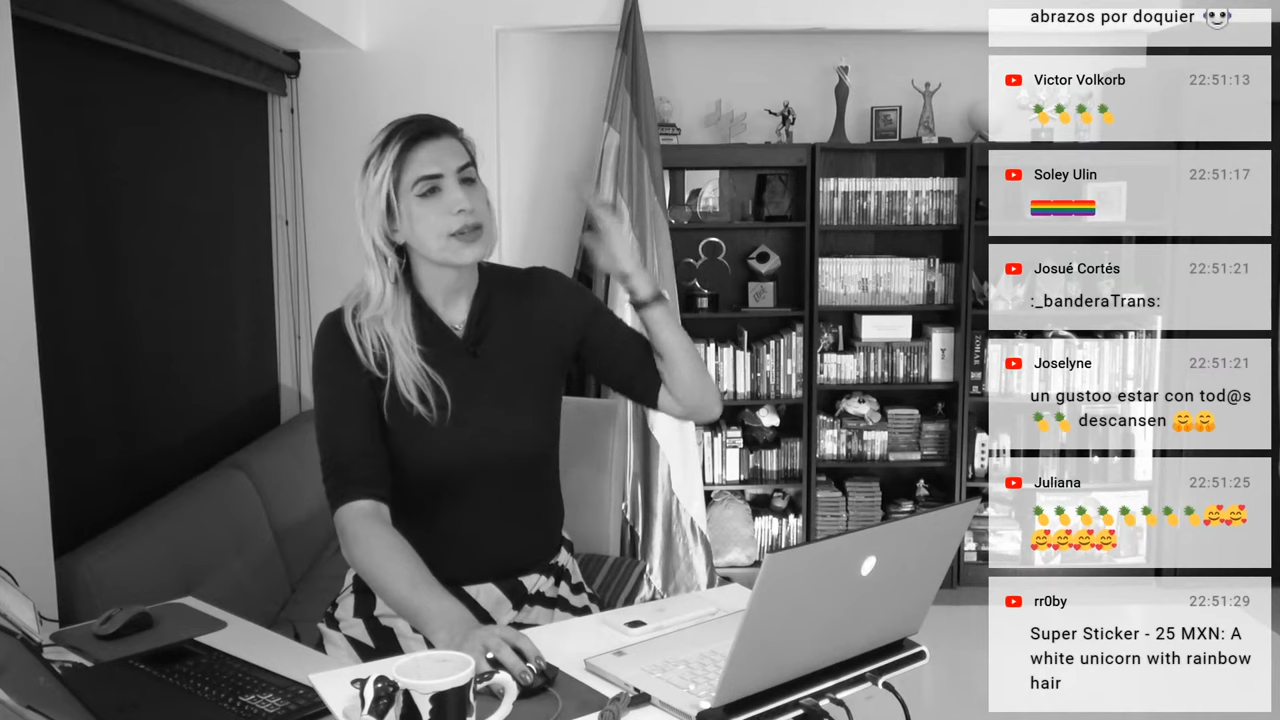 abrazos por doquier
Victor Volkorb 22:51:13
🍍🍍🍍🍍
Soley Ulin 22:51:17
Josué Cortés 22:51:21
:_banderaTrans:
Joselyne 22:51:21
un gustoo estar con tod@s
🍍🍍 descansen 🤗🤗
Juliana 22:51:25
🍍🍍🍍🍍🍍🍍🍍🍍🥰🥰
🥰🥰🥰🥰
rr0by 22:51:29
Super Sticker - 25 MXN: A
white unicorn with rainbow
hair
ZOHAR